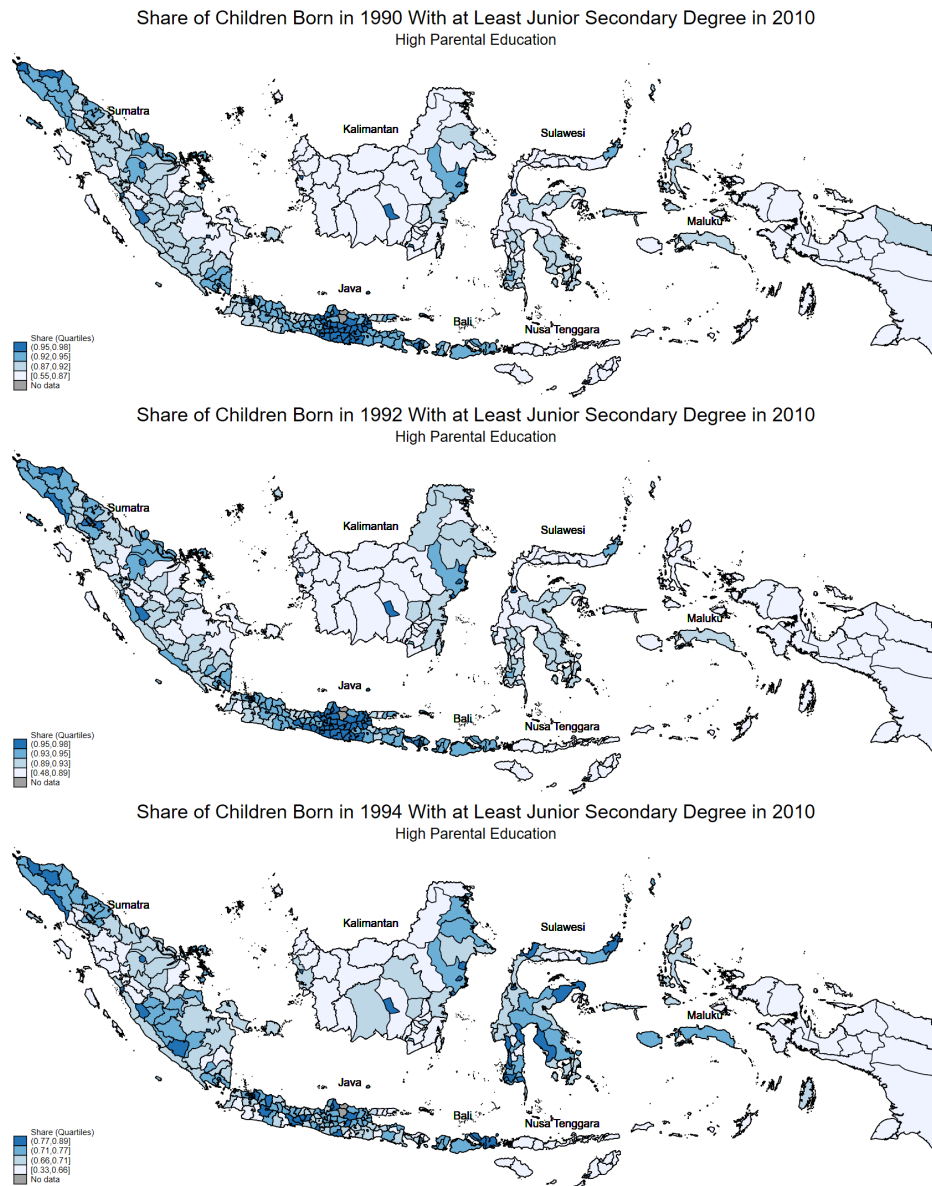 Share of Children Born in 1990 With at Least Junior Secondary Degree in 2010
High Parental Education
Sumatra
Kalimantan
Sulawesi
Maluku
Java
Bali
Nusa Tenggara
Share (Quartiles)
(0.95,0.98]
(0.92,0.95]
(0.87,0.92]
[0.55,0.87]
No data
Share of Children Born in 1992 With at Least Junior Secondary Degree in 2010
High Parental Education
Sumatra
Kalimantan
Sulawesi
Maluku
Java
Bali
Nusa Tenggara
Share (Quartiles)
(0.95,0.98]
(0.93,0.95]
(0.89,0.93]
[0.48,0.89]
No data
Share of Children Born in 1994 With at Least Junior Secondary Degree in 2010
High Parental Education
Sumatra
Kalimantan
Sulawesi
Maluku
Java
Bali
Nusa Tenggara
Share (Quartiles)
(0.77,0.89]
(0.71,0.77]
(0.66,0.71]
[0.33,0.66]
No data